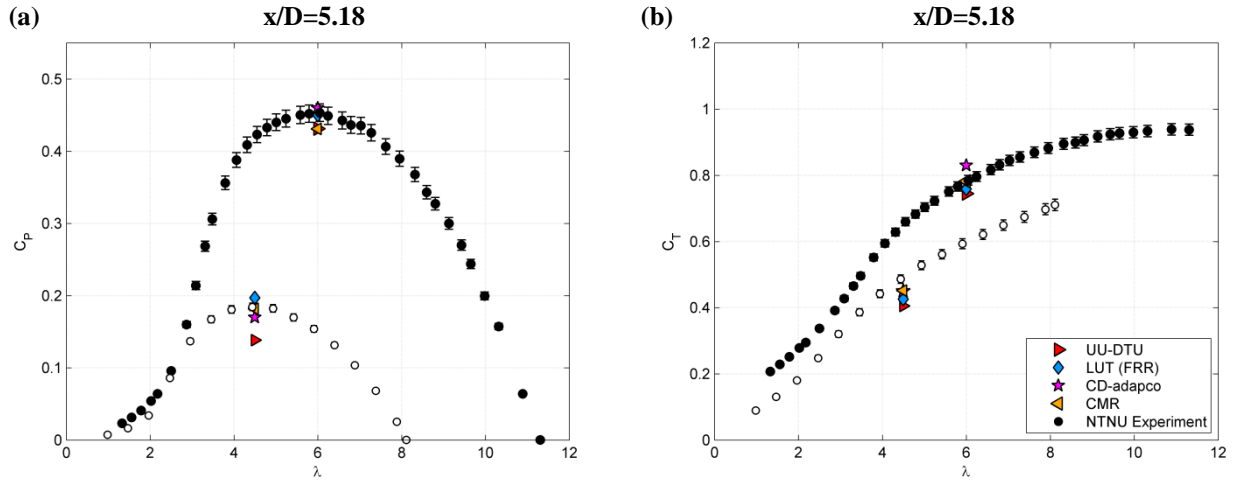 (a) x/D=5.18
0.5
0.4
0.3
0.2
0.1
0
C_P
0 2 4 6 8 10 12
λ
(b) x/D=5.18
1.2
1
0.8
0.6
0.4
0.2
0
C_T
0 2 4 6 8 10 12
λ
UU-DTU
LUT (FRR)
CD-adapco
CMR
NTNU Experiment